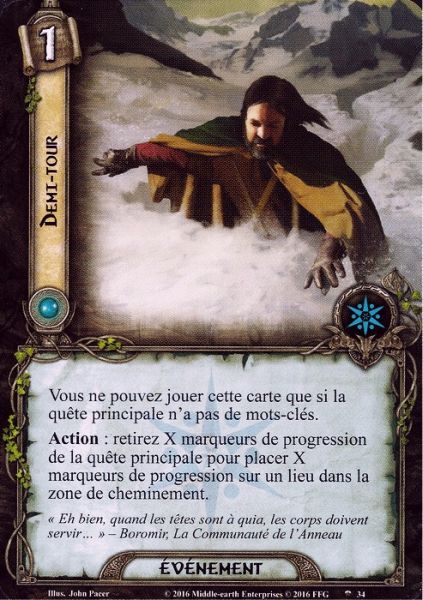 1
DEMI-TOUR
Vous ne pouvez jouer cette carte que si la
quête principale n'a pas de mots-clés.
Action : retirez X marqueurs de progression
de la quête principale pour placer X
marqueurs de progression sur un lieu dans la
zone de cheminement.
« Eh bien, quand les têtes sont à quia, les corps doivent
servir… » – Boromir, La Communauté de l'Anneau
ÉVÉNEMENT
Illus. John Pacer © 2016 Middle-earth Enterprises © 2016 FFG 34